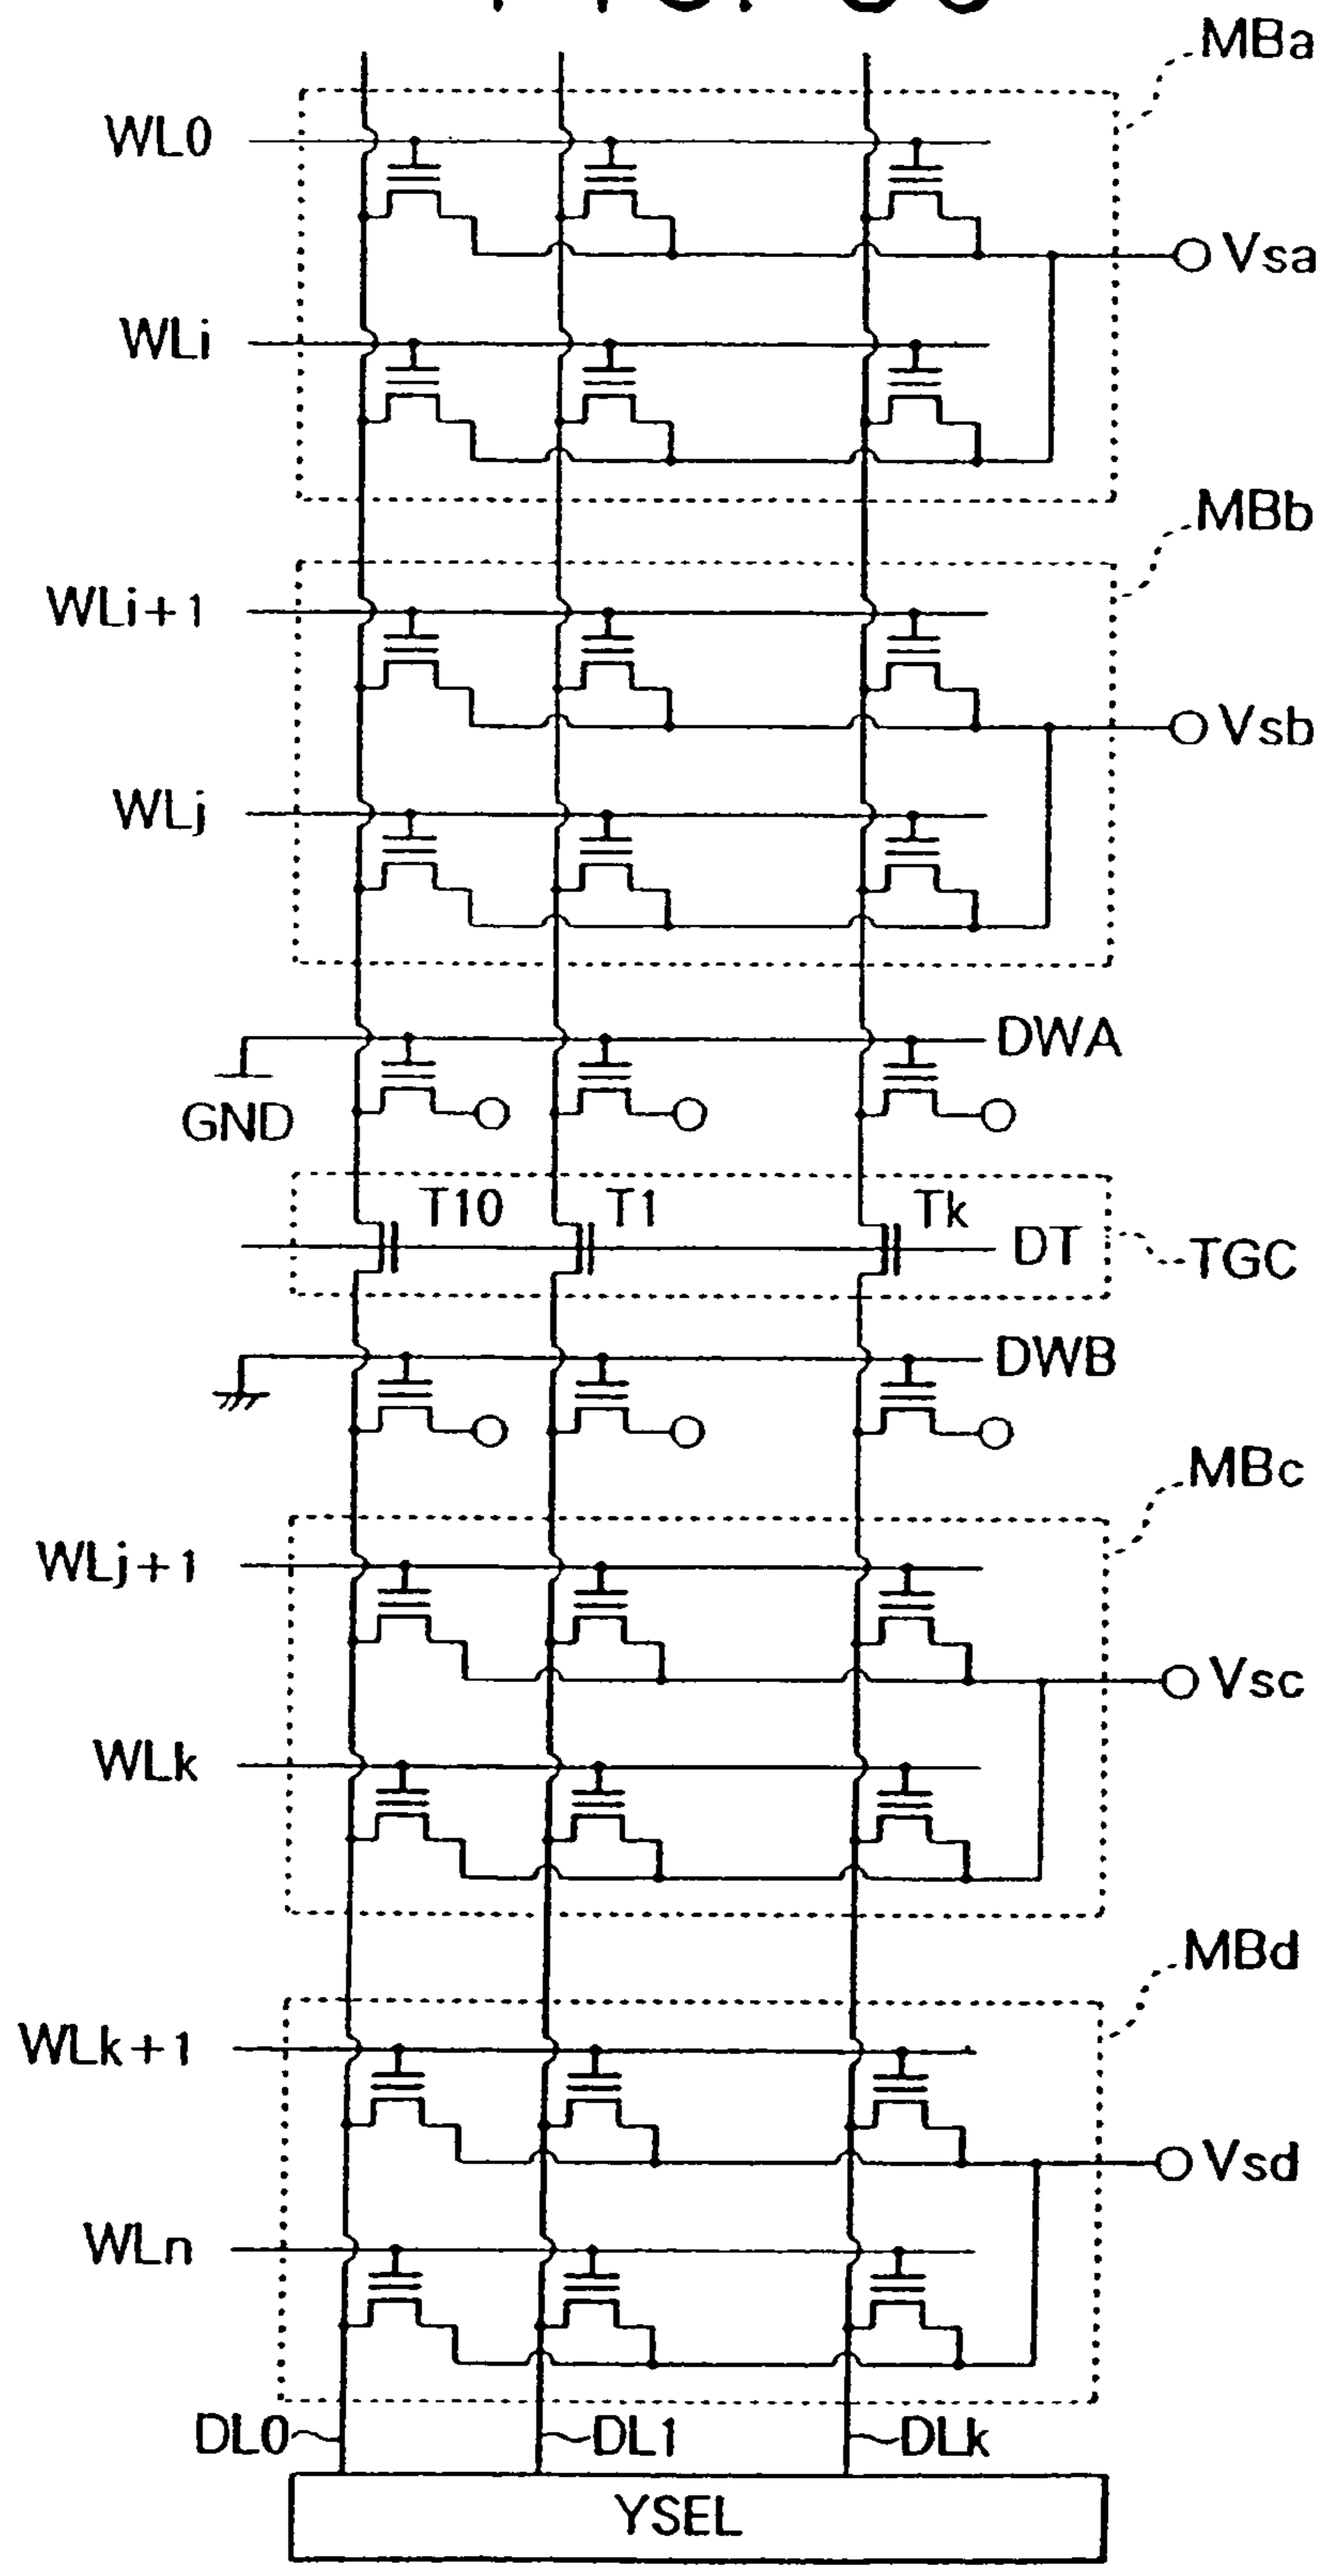 MBa
WL0
Vsa
WLi
MBb
WLi+1
Vsb
WLj
DWA
GND
T10 T1 Tk
DT
TGC
DWB
MBc
WLj+1
Vsc
WLk
MBd
WLk+1
Vsd
WLn
DL0 DL1 DLk
YSEL